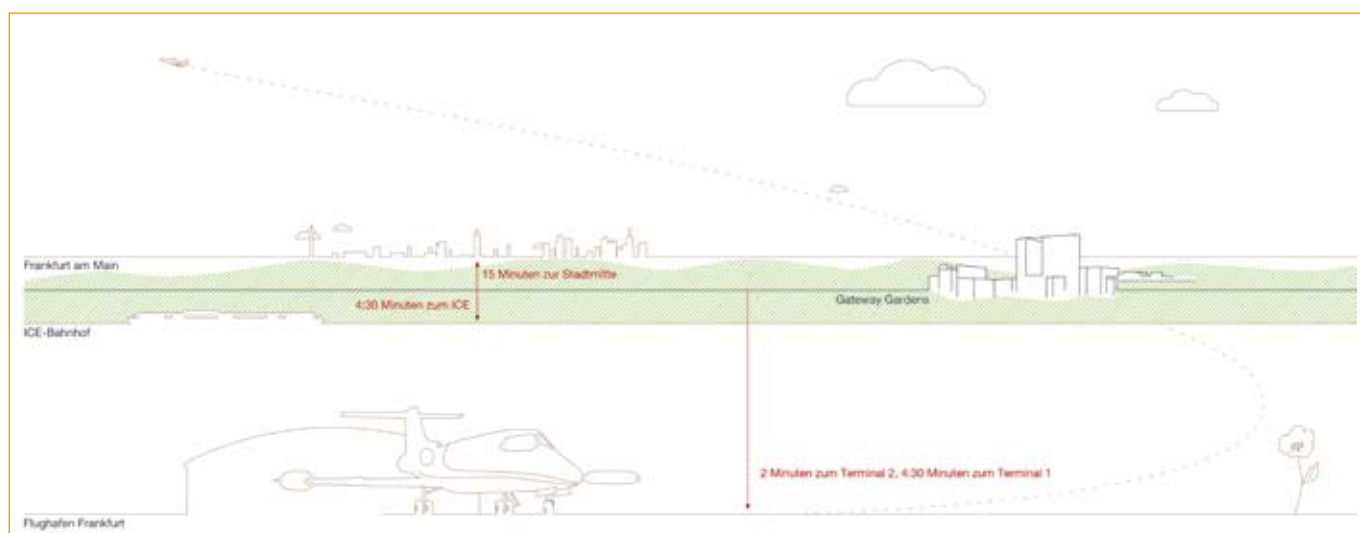 Frankfurt am Main
15 Minuten zur Stadtmitte
4:30 Minuten zum ICE
Gateway Gardens
ICE-Bahnhof
2 Minuten zum Terminal 2, 4:30 Minuten zum Terminal 1
Flughafen Frankfurt